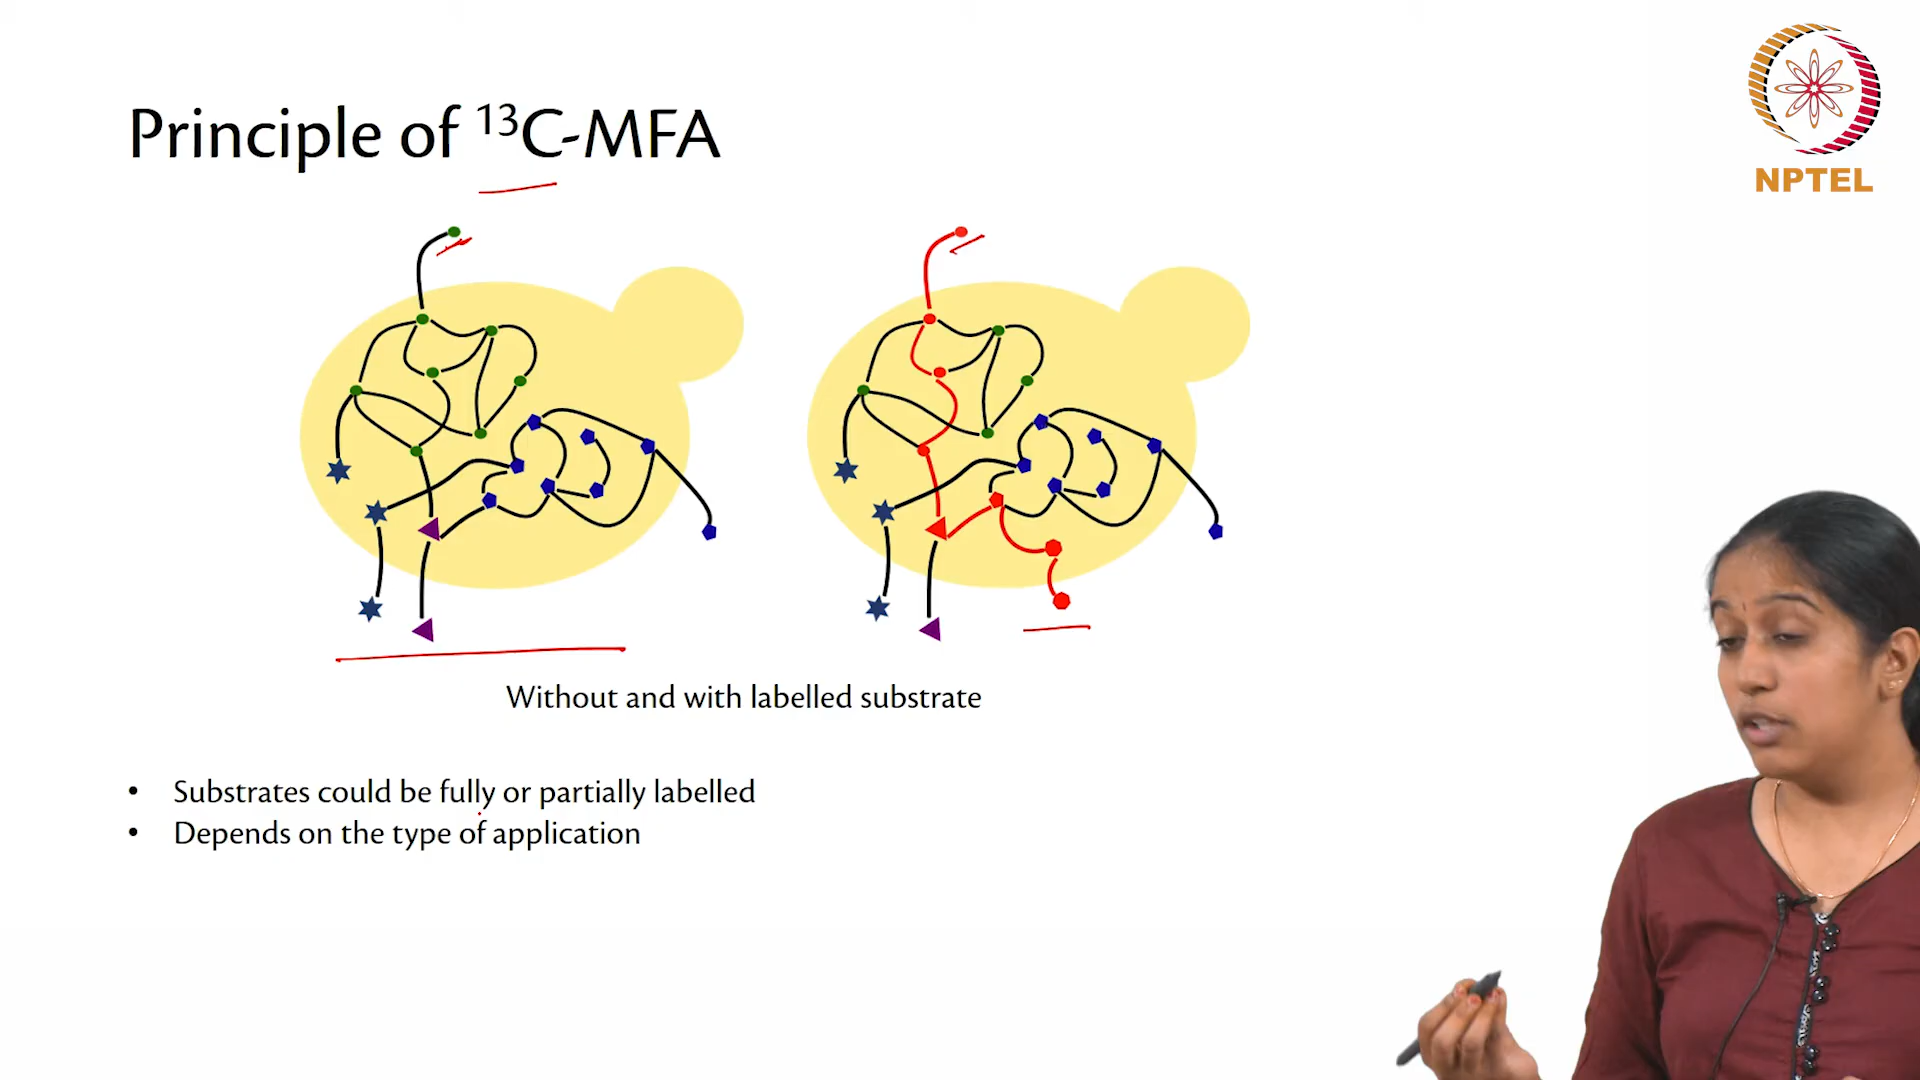 Principle of ¹³C-MFA
NPTEL
Without and with labelled substrate
• Substrates could be fully or partially labelled
• Depends on the type of application